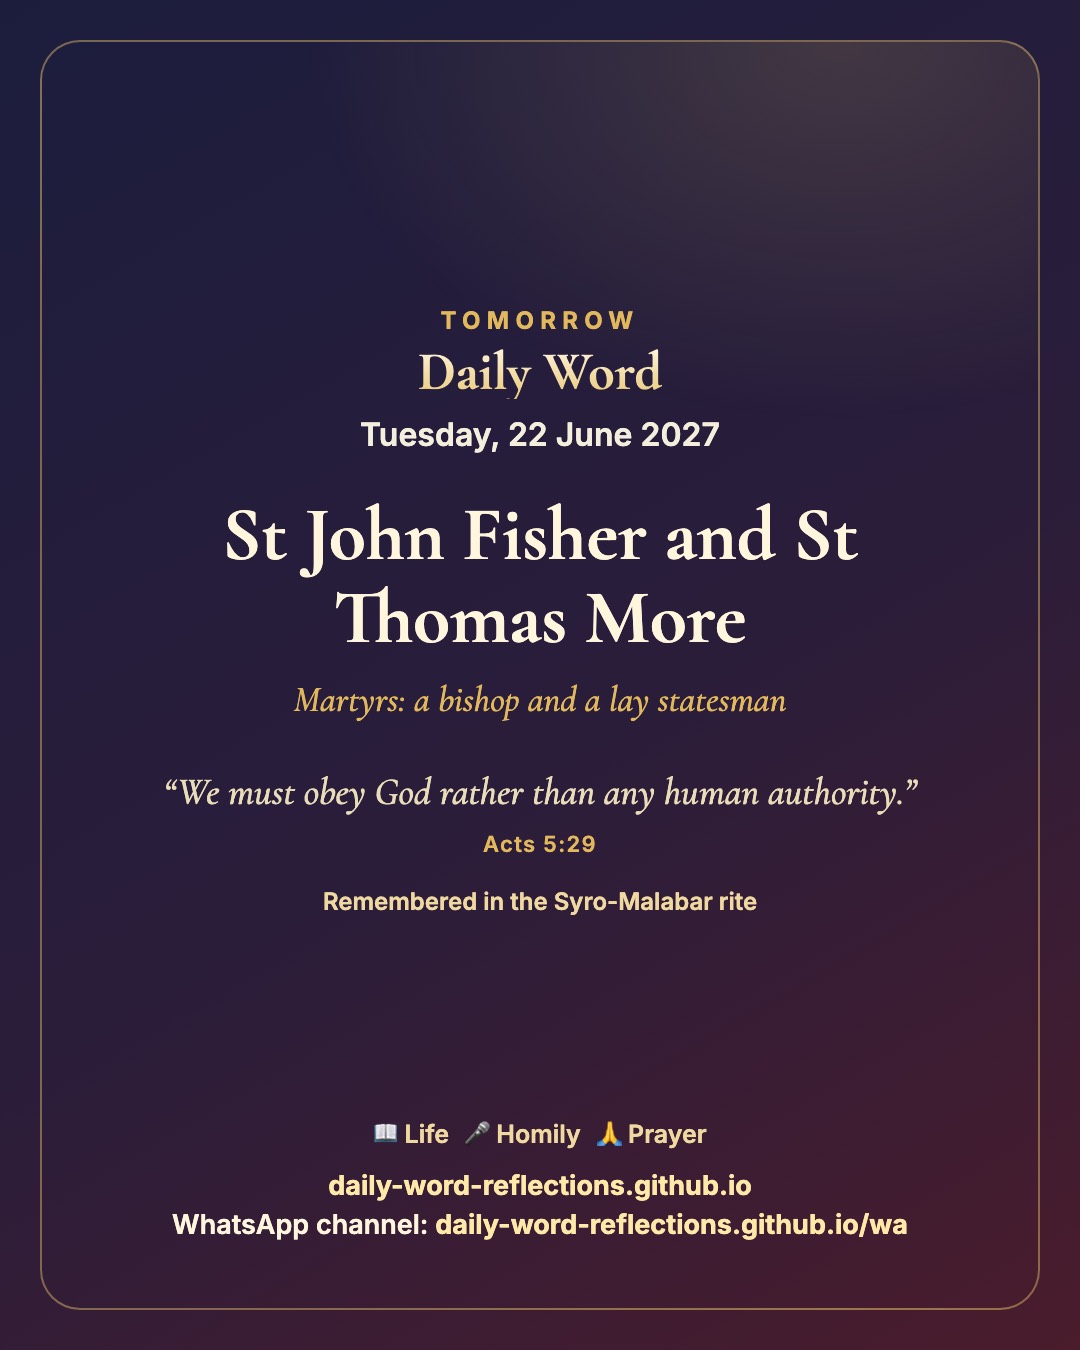 TOMORROW
Daily Word
Tuesday, 22 June 2027
St John Fisher and St
Thomas More
Martyrs: a bishop and a lay statesman
“We must obey God rather than any human authority.”
Acts 5:29
Remembered in the Syro-Malabar rite
📖 Life 🎤 Homily 🙏 Prayer
daily-word-reflections.github.io
WhatsApp channel: daily-word-reflections.github.io/wa